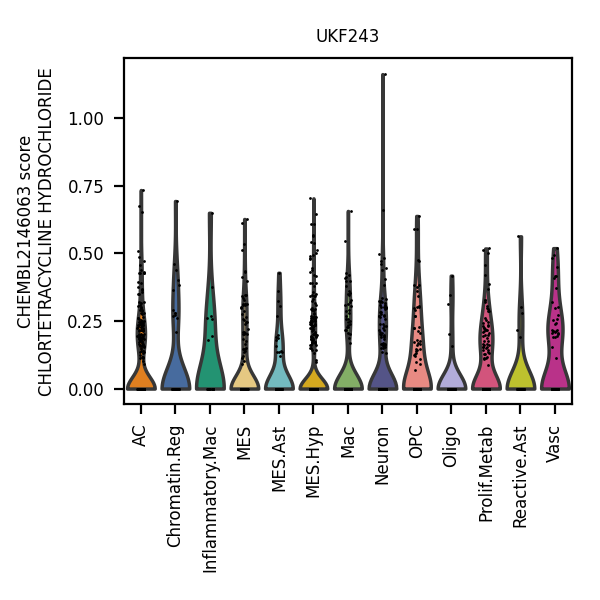 UKF243
CHEMBL2146063 score
CHLORTETRACYCLINE HYDROCHLORIDE
1.00
0.75
0.50
0.25
0.00
AC
Chromatin.Reg
Inflammatory.Mac
MES
MES.Ast
MES.Hyp
Mac
Neuron
OPC
Oligo
Prolif.Metab
Reactive.Ast
Vasc